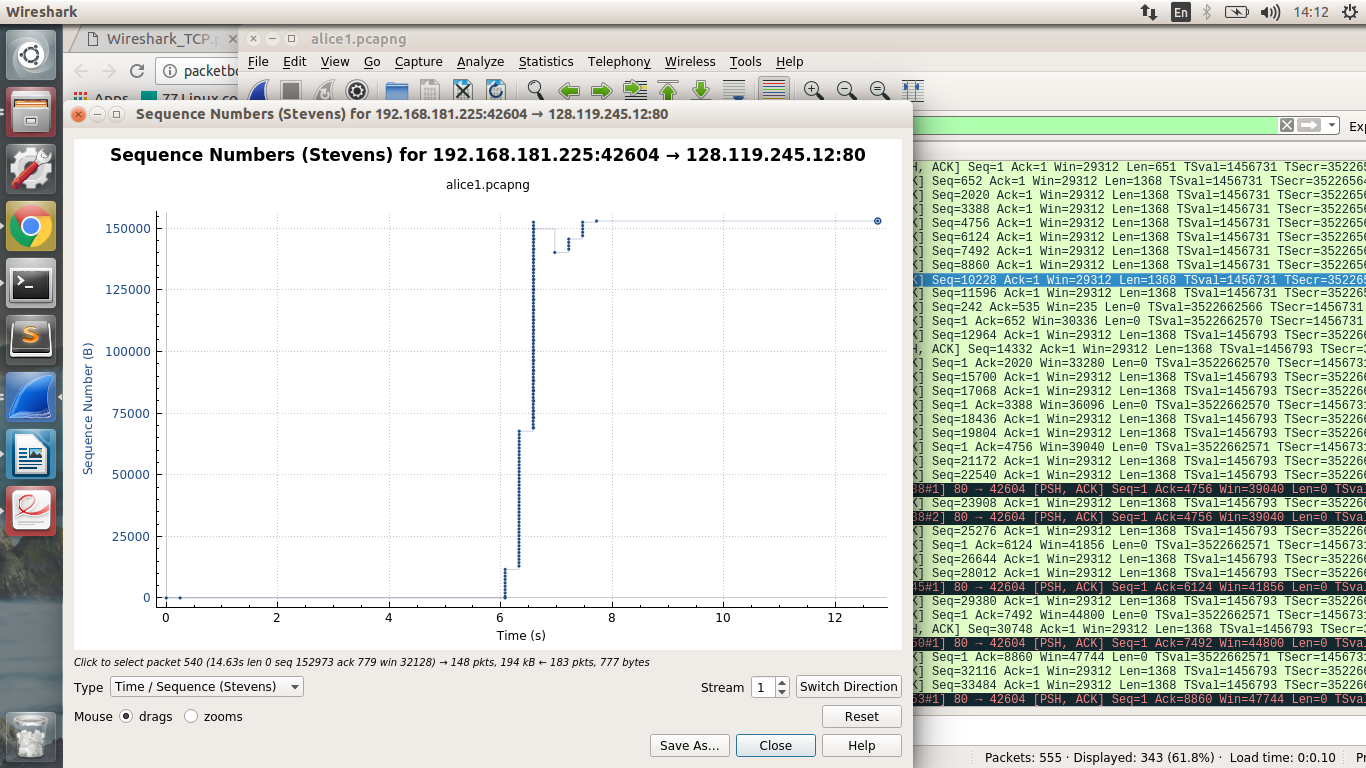 Wireshark
En
14:12
Wireshark_TCP.
alice1.pcapng
packetbo
File Edit View Go Capture Analyze Statistics Telephony Wireless Tools Help
Apps
77 Linux co
Sequence Numbers (Stevens) for 192.168.181.225:42604 → 128.119.245.12:80
Sequence Numbers (Stevens) for 192.168.181.225:42604 → 128.119.245.12:80
alice1.pcapng
Sequence Number (B)
150000
125000
100000
75000
50000
25000
0
0 2 4 6 8 10 12
Time (s)
Click to select packet 540 (14.63s len 0 seq 152973 ack 779 win 32128) → 148 pkts, 194 kB ← 183 pkts, 777 bytes
Type Time / Sequence (Stevens) Stream 1 Switch Direction
Mouse drags zooms Reset
Save As... Close Help
Exp
H, ACK] Seq=1 Ack=1 Win=29312 Len=651 TSval=1456731 TSecr=3522656
K] Seq=652 Ack=1 Win=29312 Len=1368 TSval=1456731 TSecr=35226564
K] Seq=2020 Ack=1 Win=29312 Len=1368 TSval=1456731 TSecr=3522656
K] Seq=3388 Ack=1 Win=29312 Len=1368 TSval=1456731 TSecr=3522656
K] Seq=4756 Ack=1 Win=29312 Len=1368 TSval=1456731 TSecr=3522656
K] Seq=6124 Ack=1 Win=29312 Len=1368 TSval=1456731 TSecr=3522656
K] Seq=7492 Ack=1 Win=29312 Len=1368 TSval=1456731 TSecr=3522656
K] Seq=8860 Ack=1 Win=29312 Len=1368 TSval=1456731 TSecr=3522656
K] Seq=10228 Ack=1 Win=29312 Len=1368 TSval=1456731 TSecr=352265
K] Seq=11596 Ack=1 Win=29312 Len=1368 TSval=1456731 TSecr=352265
K] Seq=242 Ack=535 Win=236 Len=0 TSval=3522662566 TSecr=1456731
] Seq=1 Ack=652 Win=30336 Len=0 TSval=3522662570 TSecr=1456731
K] Seq=12964 Ack=1 Win=29312 Len=1368 TSval=1456793 TSecr=352266
H, ACK] Seq=14332 Ack=1 Win=29312 Len=1368 TSval=1456793 TSecr=3
] Seq=1 Ack=2020 Win=33280 Len=0 TSval=3522662570 TSecr=1456731
K] Seq=15700 Ack=1 Win=29312 Len=1368 TSval=1456793 TSecr=352266
K] Seq=17068 Ack=1 Win=29312 Len=1368 TSval=1456793 TSecr=352266
] Seq=1 Ack=3388 Win=36096 Len=0 TSval=3522662570 TSecr=1456731
K] Seq=18436 Ack=1 Win=29312 Len=1368 TSval=1456793 TSecr=352266
K] Seq=19804 Ack=1 Win=29312 Len=1368 TSval=1456793 TSecr=352266
] Seq=1 Ack=4756 Win=39040 Len=0 TSval=3522662571 TSecr=1456731
K] Seq=21172 Ack=1 Win=29312 Len=1368 TSval=1456793 TSecr=352266
K] Seq=22540 Ack=1 Win=29312 Len=1368 TSval=1456793 TSecr=352266
38#1] 80 → 42604 [PSH, ACK] Seq=1 Ack=4756 Win=39040 Len=0 TSva
K] Seq=23908 Ack=1 Win=29312 Len=1368 TSval=1456793 TSecr=352266
38#2] 80 → 42604 [PSH, ACK] Seq=1 Ack=4756 Win=39040 Len=0 TSva
K] Seq=25276 Ack=1 Win=29312 Len=1368 TSval=1456793 TSecr=352266
] Seq=1 Ack=6124 Win=41856 Len=0 TSval=3522662571 TSecr=1456731
K] Seq=26644 Ack=1 Win=29312 Len=1368 TSval=1456793 TSecr=352266
K] Seq=28012 Ack=1 Win=29312 Len=1368 TSval=1456793 TSecr=352266
45#1] 80 → 42604 [PSH, ACK] Seq=1 Ack=6124 Win=41856 Len=0 TSva
K] Seq=29380 Ack=1 Win=29312 Len=1368 TSval=1456793 TSecr=352266
] Seq=1 Ack=7492 Win=44800 Len=0 TSval=3522662571 TSecr=1456731
H, ACK] Seq=30748 Ack=1 Win=29312 Len=1368 TSval=1456793 TSecr=3
50#1] 80 → 42604 [PSH, ACK] Seq=1 Ack=7492 Win=44800 Len=0 TSva
] Seq=1 Ack=8860 Win=47744 Len=0 TSval=3522662571 TSecr=1456731
K] Seq=32116 Ack=1 Win=29312 Len=1368 TSval=1456793 TSecr=352266
K] Seq=33484 Ack=1 Win=29312 Len=1368 TSval=1456793 TSecr=352266
53#1] 80 → 42604 [PSH, ACK] Seq=1 Ack=8860 Win=47744 Len=0 TSva
Packets: 555 · Displayed: 343 (61.8%) · Load time: 0:0.10 Pr